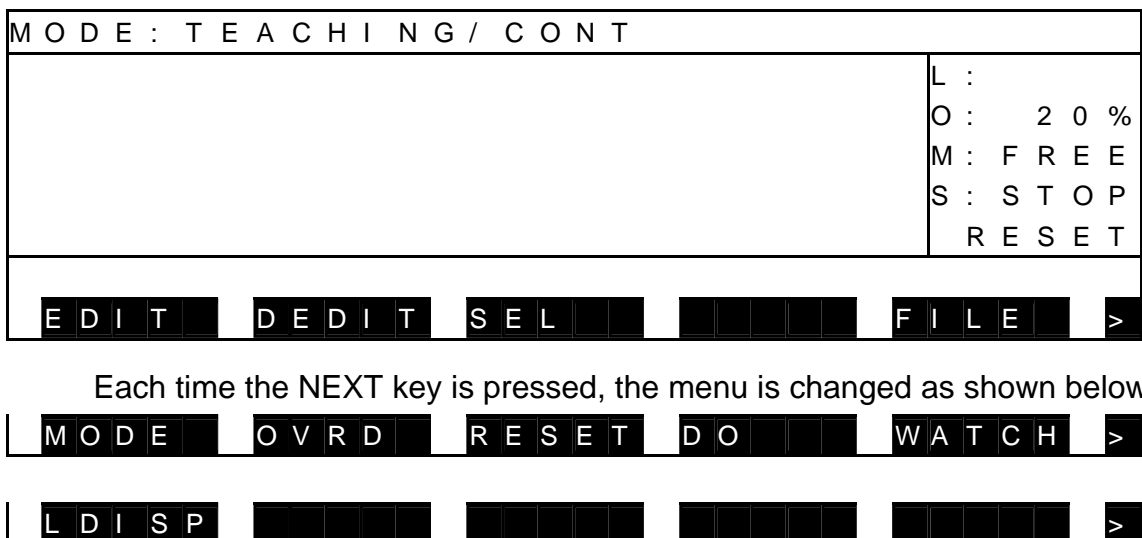 MODE: TEACHING/CONT
L:
O: 20%
M: FREE
S: STOP
RESET
EDIT DEDIT SEL FILE >
Each time the NEXT key is pressed, the menu is changed as shown below
MODE OVRD RESET DO WATCH >
LDISP >